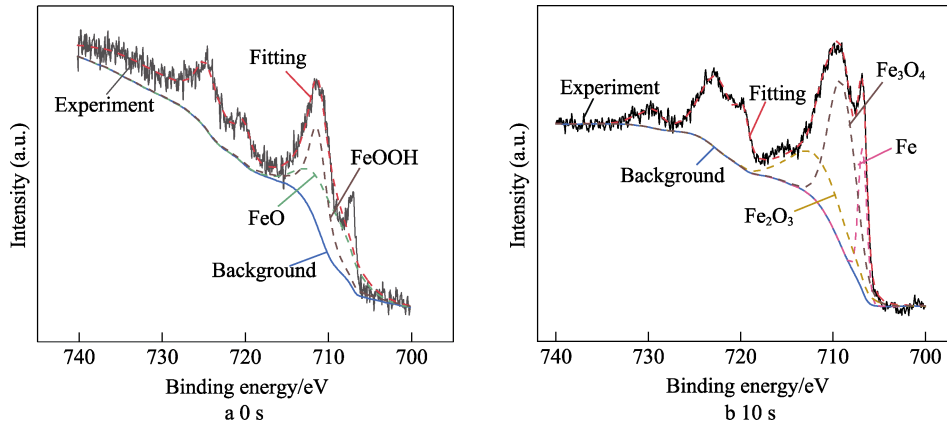 Intensity (a.u.)
Experiment
Fitting
FeOOH
FeO
Background
740
730
720
710
700
Binding energy/eV
a 0 s
Intensity (a.u.)
Experiment
Fitting
Fe₃O₄
Fe
Background
Fe₂O₃
740
730
720
710
700
Binding energy/eV
b 10 s